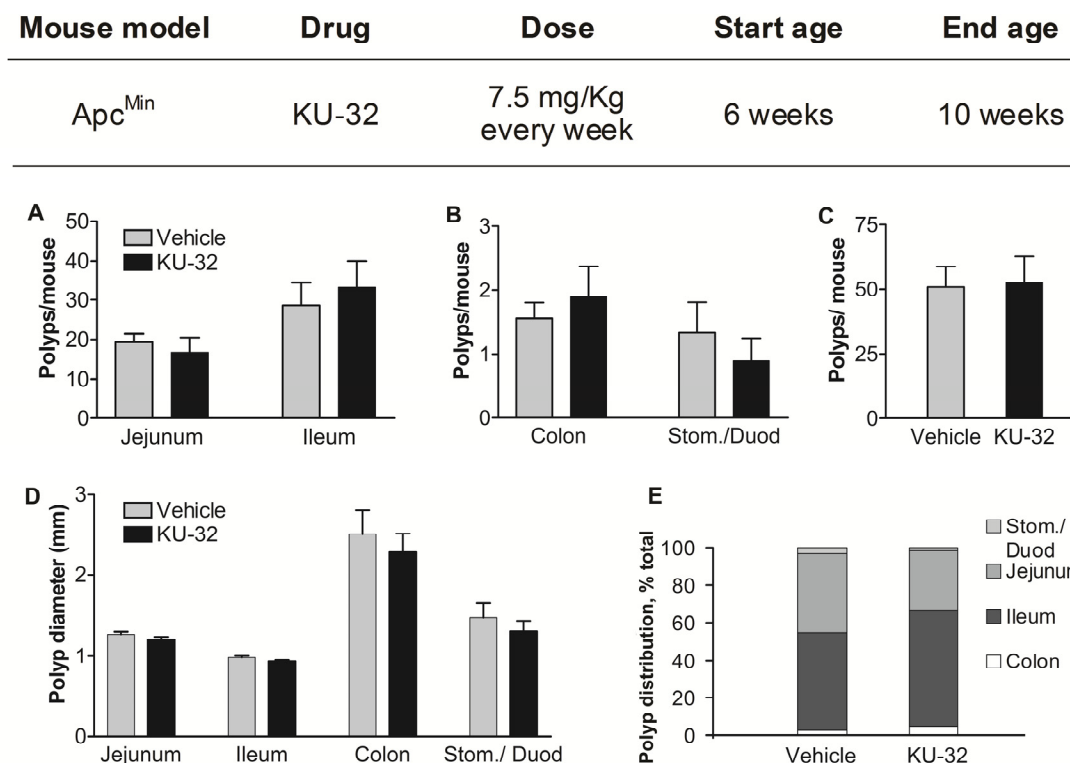 Mouse model Drug Dose Start age End age
Apc^Min KU-32 7.5 mg/Kg every week 6 weeks 10 weeks
A
50
40
30
20
10
0
Polyps/mouse
Vehicle
KU-32
Jejunum Ileum
B
3
2
1
0
Polyps/mouse
Colon Stom./Duod
C
75
50
25
0
Polyps/ mouse
Vehicle KU-32
D
3
2
1
0
Polyp diameter (mm)
Vehicle
KU-32
Jejunum Ileum Colon Stom./ Duod
E
100
80
60
40
20
0
Polyp distribution, % total
Vehicle KU-32
Stom./
Duod
Jejunu
Ileum
Colon